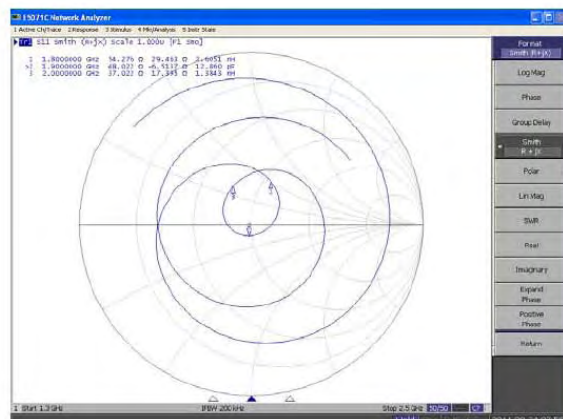 E5071C Network Analyzer
1 Active Ch/Trace 2 Response 3 Stimulus 4 Mkr/Analysis 5 Instr State
Tr1 S11 Smith (R+jX) Scale 1.000U [F1 Smo]
1 1.8000000 GHz 54.276 Ω 29.463 Ω 2.6051 nH
>2 1.9000000 GHz 48.022 Ω -6.5137 Ω 12.860 pF
3 2.0000000 GHz 37.022 Ω 17.395 Ω 1.3843 nH
Format
Smith R+jX
Log Mag
Phase
Group Delay
Smith
R + jX
Polar
Lin Mag
SWR
Real
Imaginary
Expand
Phase
Positive
Phase
Return
1 Start 1.3 GHz
IFBW 200 kHz
Stop 2.5 GHz